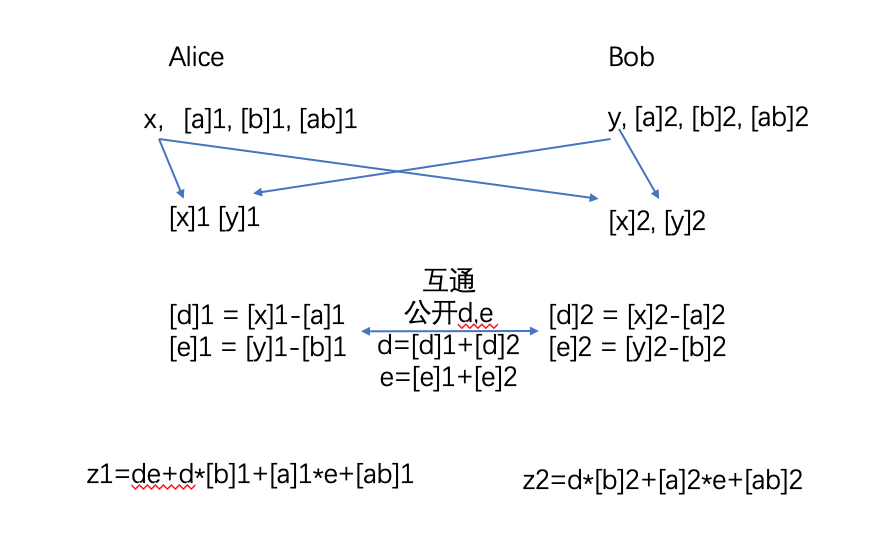 Alice
Bob
x, [a]1, [b]1, [ab]1
y, [a]2, [b]2, [ab]2
[x]1 [y]1
[x]2, [y]2
互通
公开d,e
[d]1 = [x]1-[a]1
[e]1 = [y]1-[b]1
d=[d]1+[d]2
e=[e]1+[e]2
[d]2 = [x]2-[a]2
[e]2 = [y]2-[b]2
z1=de+d*[b]1+[a]1*e+[ab]1
z2=d*[b]2+[a]2*e+[ab]2